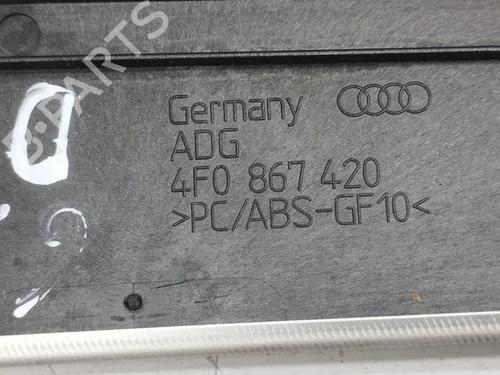 Germany
ADG
4F0 867 420
>PC/ABS-GF10<
B-PARTS